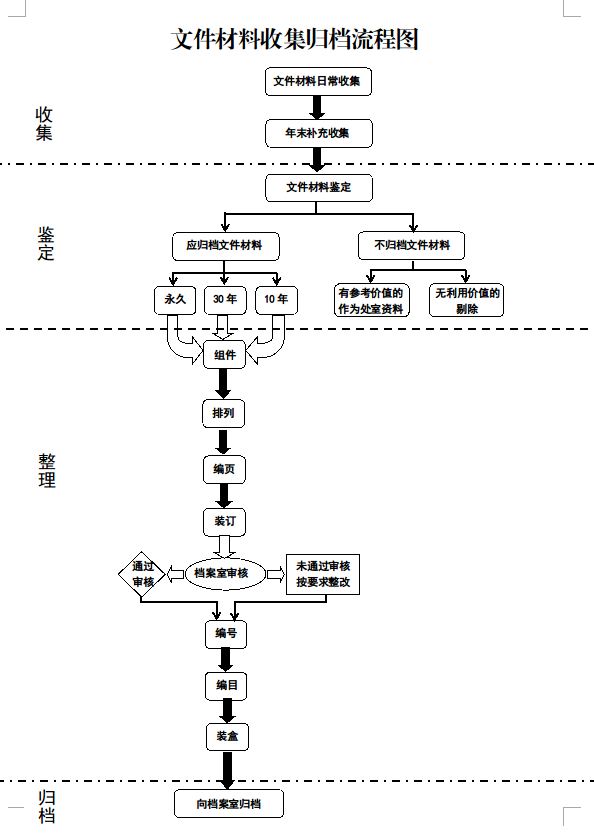 文件材料收集归档流程图
文件材料日常收集
收
集
年末补充收集
文件材料鉴定
鉴
定
应归档文件材料
不归档文件材料
永久
30 年
10 年
有参考价值的
作为处室资料
无利用价值的
剔除
组件
排列
整
理
编页
装订
通过
审核
档案室审核
未通过审核
按要求整改
编号
编目
装盒
归
档
向档案室归档